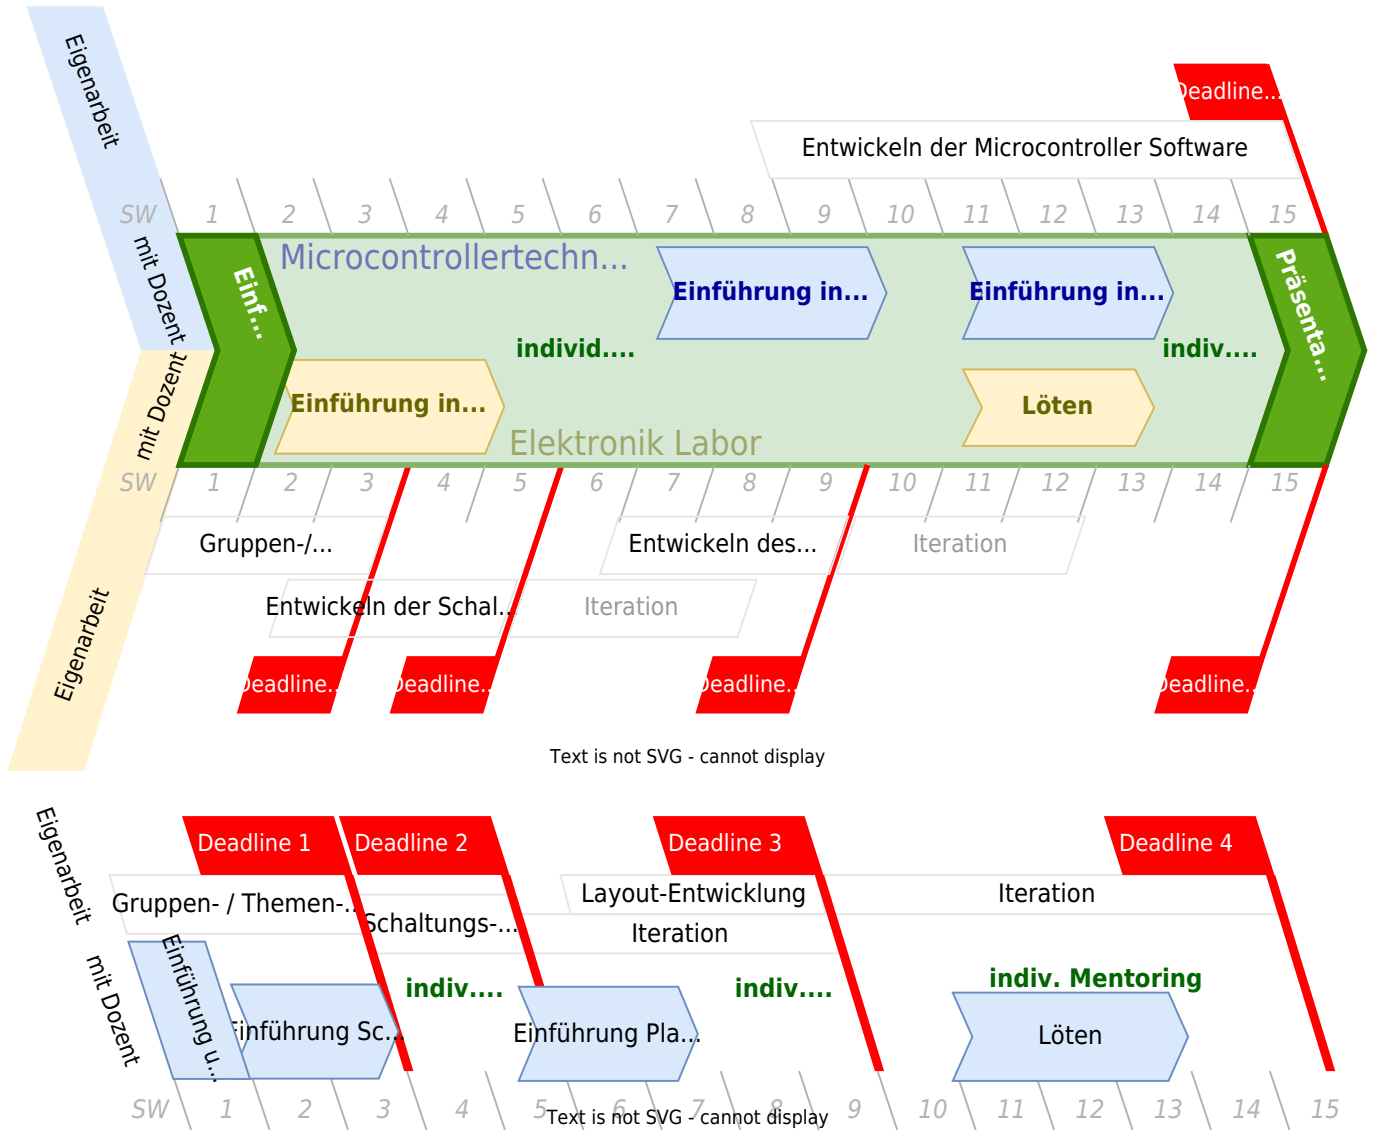 Eigenarbeit
Deadline...
Entwickeln der Microcontroller Software
SW 1 2 3 4 5 6 7 8 9 10 11 12 13 14 15
mit Dozent
Einf...
Microcontrollertechn...
Einführung in...
Einführung in...
Präsenta...
individ....
indiv....
mit Dozent
Einführung in...
Löten
Elektronik Labor
SW 1 2 3 4 5 6 7 8 9 10 11 12 13 14 15
Gruppen-/...
Entwickeln des...
Iteration
Eigenarbeit
Entwickeln der Schal...
Iteration
Deadline...
Deadline...
Deadline...
Deadline...
Text is not SVG - cannot display
Eigenarbeit
Deadline 1
Deadline 2
Deadline 3
Deadline 4
Gruppen- / Themen-...
Layout-Entwicklung
Iteration
Schaltungs-...
Iteration
mit Dozent
Einführung u...
indiv....
indiv....
indiv. Mentoring
Einführung Sc...
Einführung Pla...
Löten
SW 1 2 3 4 5 6 7 8 9 10 11 12 13 14 15
Text is not SVG - cannot display